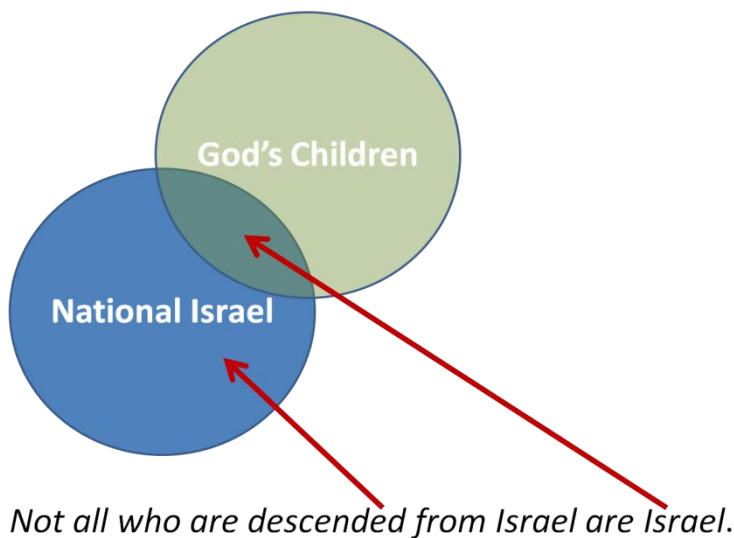 God's Children
National Israel
Not all who are descended from Israel are Israel.